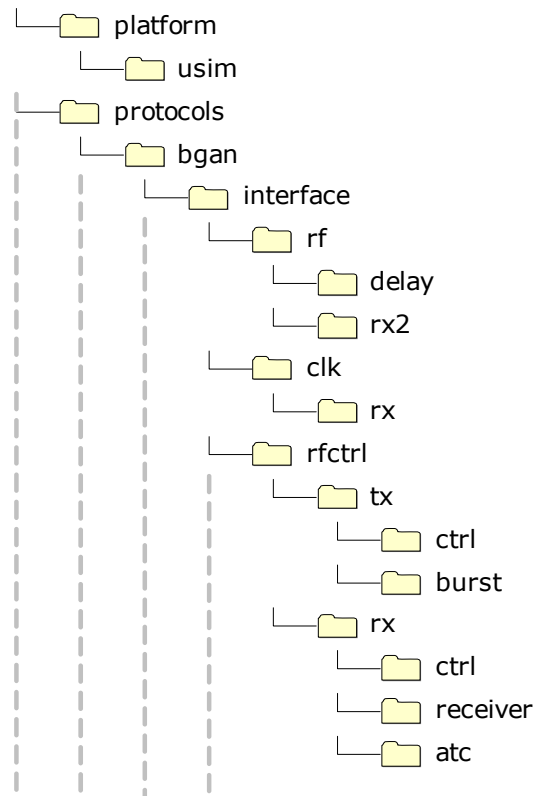 platform
usim
protocols
bgan
interface
rf
delay
rx2
clk
rx
rfctrl
tx
ctrl
burst
rx
ctrl
receiver
atc